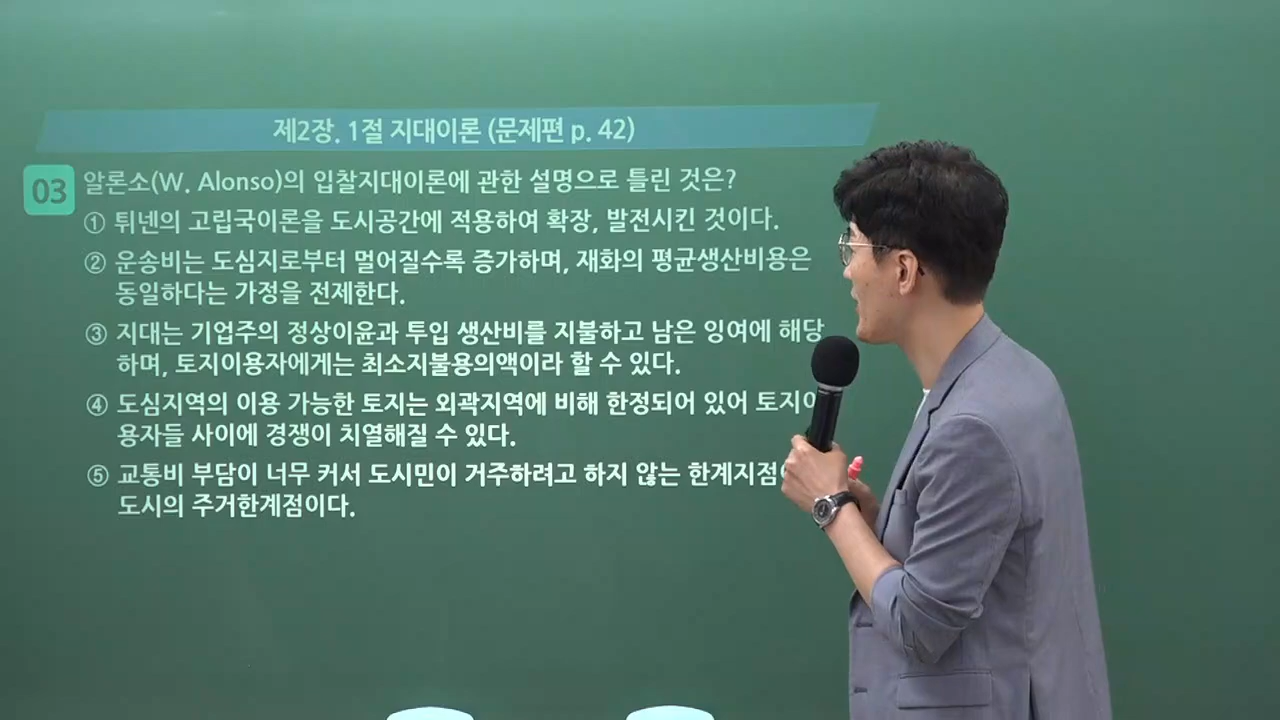 제2장. 1절 지대이론 (문제편 p. 42)
03 알론소(W. Alonso)의 입찰지대이론에 관한 설명으로 틀린 것은?
① 튀넨의 고립국이론을 도시공간에 적용하여 확장, 발전시킨 것이다.
② 운송비는 도심지로부터 멀어질수록 증가하며, 재화의 평균생산비용은
동일하다는 가정을 전제한다.
③ 지대는 기업주의 정상이윤과 투입 생산비를 지불하고 남은 잉여에 해당
하며, 토지이용자에게는 최소지불용의액이라 할 수 있다.
④ 도심지역의 이용 가능한 토지는 외곽지역에 비해 한정되어 있어 토지이
용자들 사이에 경쟁이 치열해질 수 있다.
⑤ 교통비 부담이 너무 커서 도시민이 거주하려고 하지 않는 한계지점
도시의 주거한계점이다.